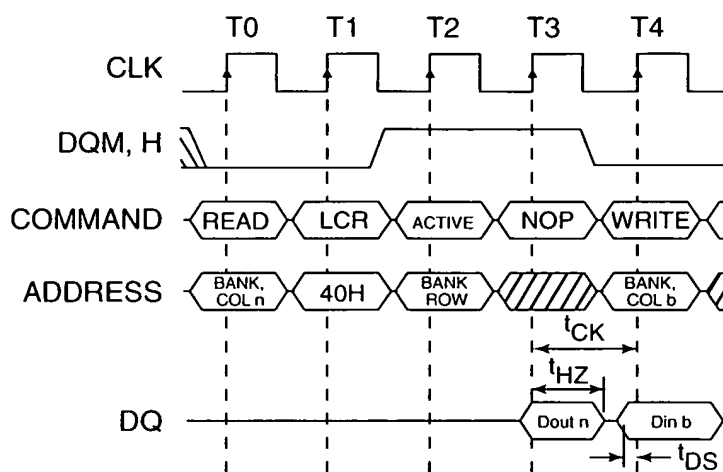 T0 T1 T2 T3 T4
CLK
DQM, H
COMMAND READ LCR ACTIVE NOP WRITE
ADDRESS BANK, COL n 40H BANK ROW BANK, COL b
tCK
tHZ
DQ Dout n Din b
tDS